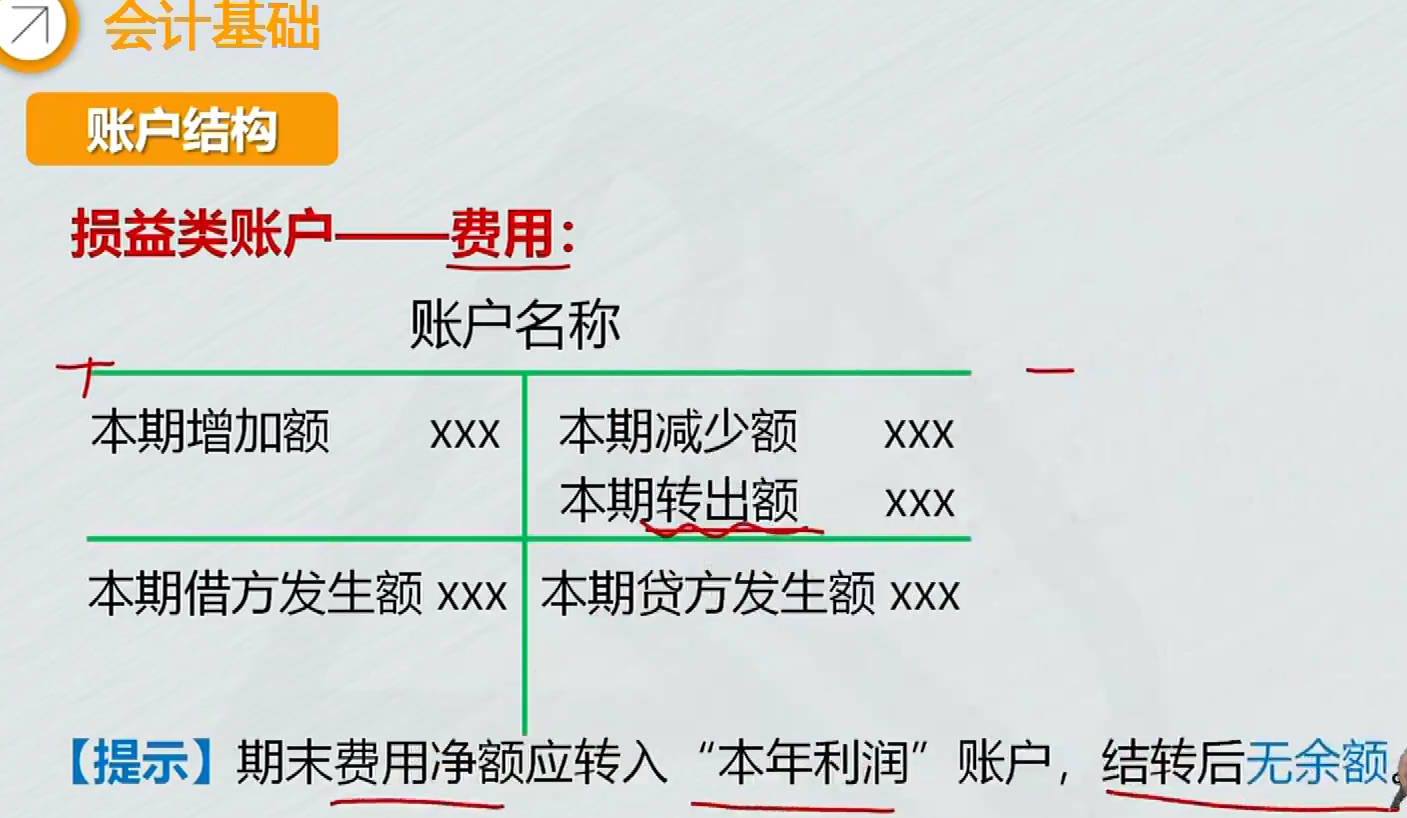 会计基础
账户结构
损益类账户——费用：
账户名称
本期增加额 xxx 本期减少额 xxx
本期转出额 xxx
本期借方发生额 xxx 本期贷方发生额 xxx
【提示】期末费用净额应转入“本年利润”账户，结转后无余额。